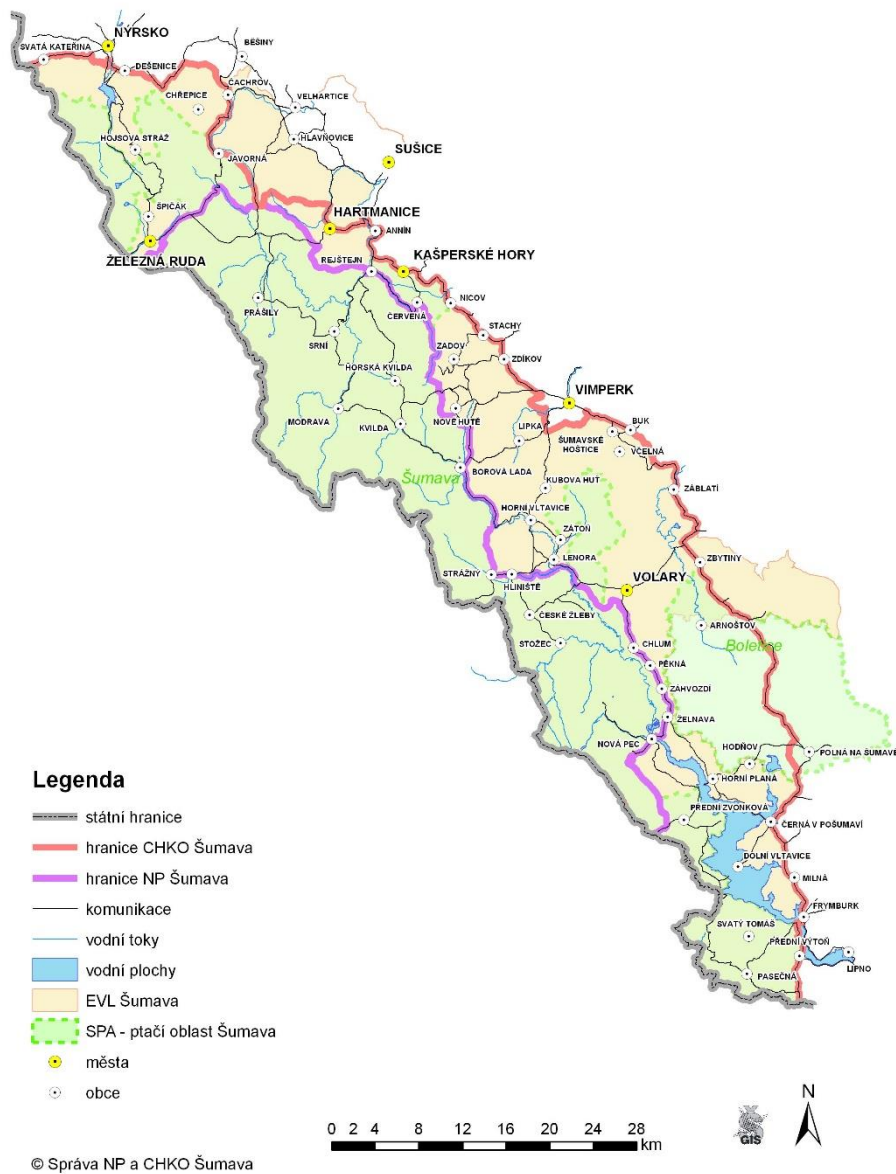 NÝRSKO
SVATÁ KATEŘINA
BĚŠINY
DEŠENICE
ČACHROV
CHŘEPICE
VELHARTICE
HLAVŇOVICE
HOJSOVA STRÁŽ
SUŠICE
JAVORNÁ
ŠPIČÁK
HARTMANICE
ANNÍN
ŽELEZNÁ RUDA
REJŠTEJN
KAŠPERSKÉ HORY
PRÁŠILY
ČERVENÁ
NICOV
SRNÍ
STACHY
ZADOV
ZDÍKOV
HORSKÁ KVILDA
VIMPERK
MODRAVA
NOVÉ HUTĚ
BUK
KVILDA
LIPKA
ŠUMAVSKÉ
HOŠTICE
VČELNÁ
BOROVÁ LADA
Šumava
KUBOVA HUŤ
ZÁBLATÍ
HORNÍ VLTAVICE
ZÁTOŇ
LENORA
ZBYTINY
STRÁŽNÝ
HLINIŠTĚ
VOLARY
ČESKÉ ŽLEBY
ARNOŠTOV
STOŽEC
CHLUM
Boletice
PĚKNÁ
ZÁHVOZDÍ
ŽELNAVA
NOVÁ PEC
HODŇOV
POLNÁ NA ŠUMAVĚ
HORNÍ PLANÁ
PŘEDNÍ ZVONKOVÁ
ČERNÁ V POŠUMAVÍ
DOLNÍ VLTAVICE
MILNÁ
FRYMBURK
SVATÝ TOMÁŠ
PŘEDNÍ VÝTOŇ
LIPNO
PASEČNÁ
Legenda
státní hranice
hranice CHKO Šumava
hranice NP Šumava
komunikace
vodní toky
vodní plochy
EVL Šumava
SPA - ptačí oblast Šumava
města
obce
0 2 4 8 12 16 20 24 28
km
GIS
N
© Správa NP a CHKO Šumava